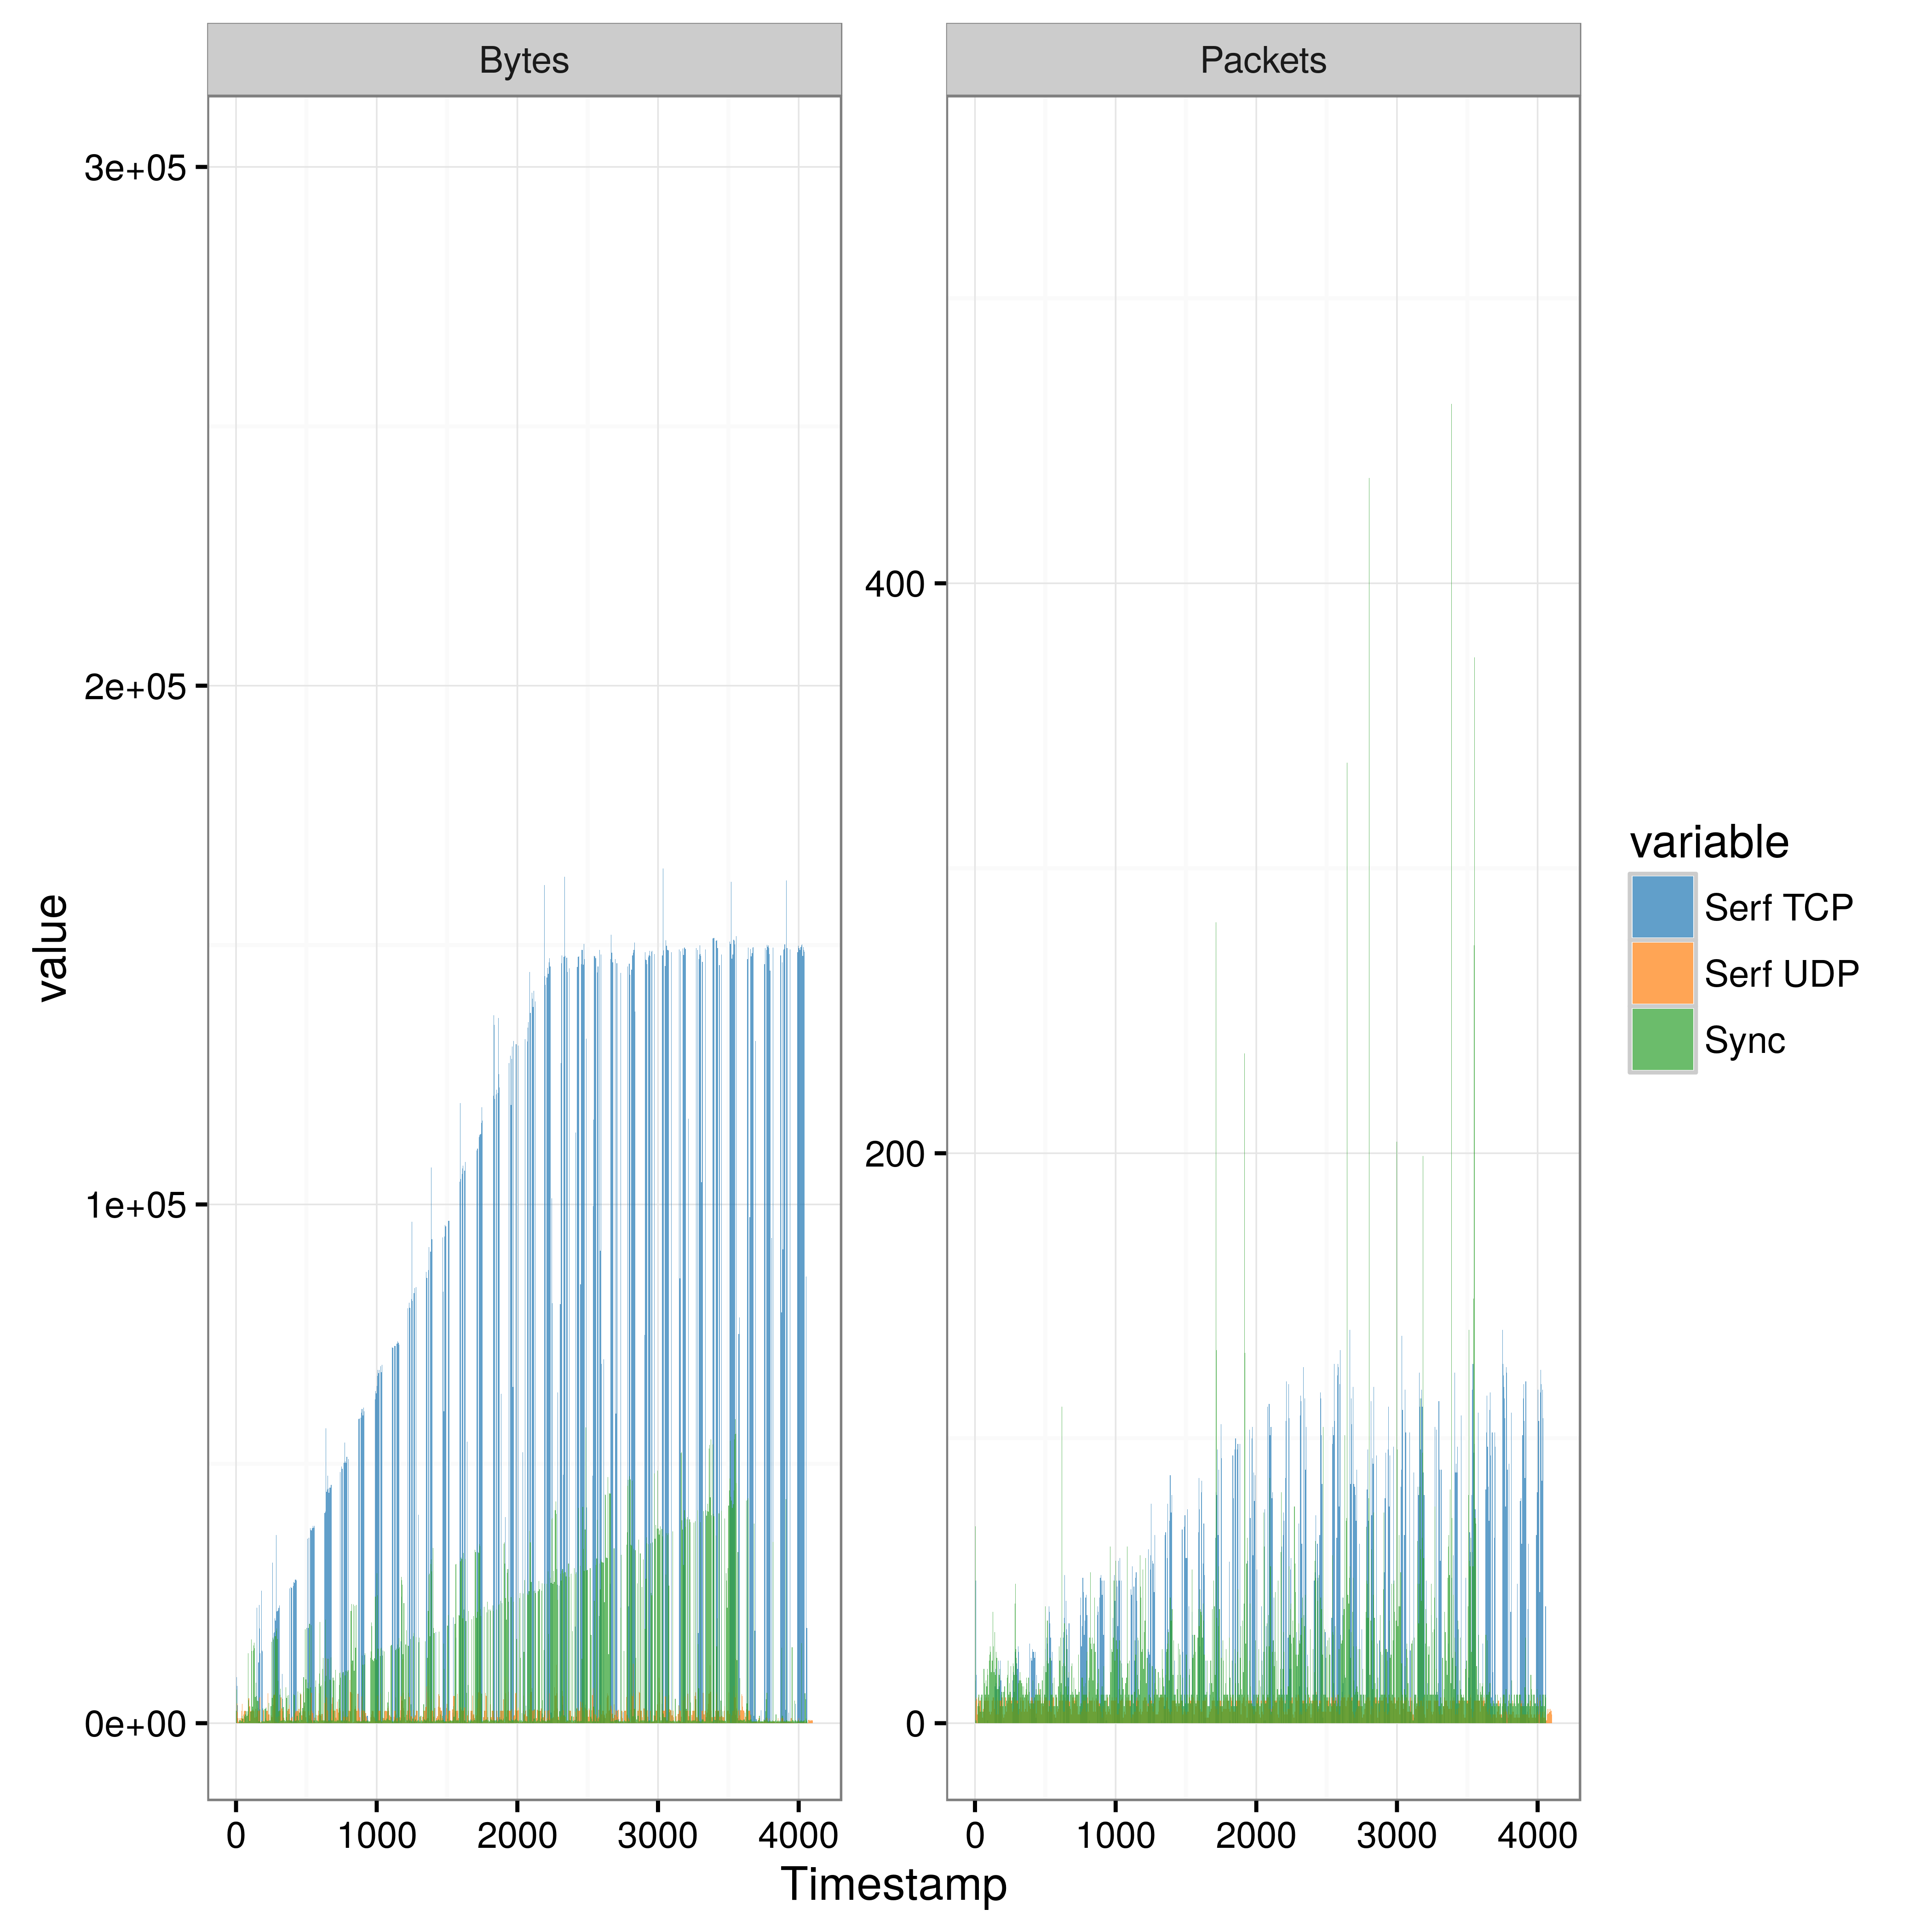 Bytes
Packets
3e+05
2e+05
1e+05
0e+00
400
200
0
0 1000 2000 3000 4000
0 1000 2000 3000 4000
Timestamp
value
variable
Serf TCP
Serf UDP
Sync